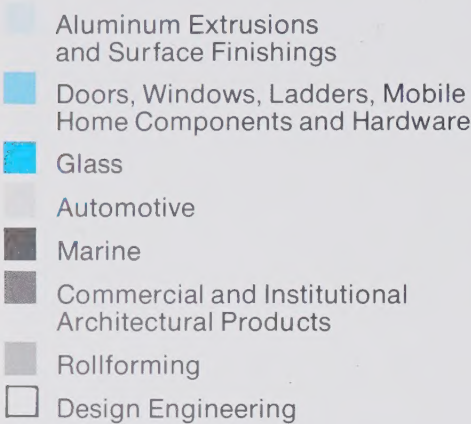 Aluminum Extrusions
and Surface Finishings
Doors, Windows, Ladders, Mobile
Home Components and Hardware
Glass
Automotive
Marine
Commercial and Institutional
Architectural Products
Rollforming
Design Engineering